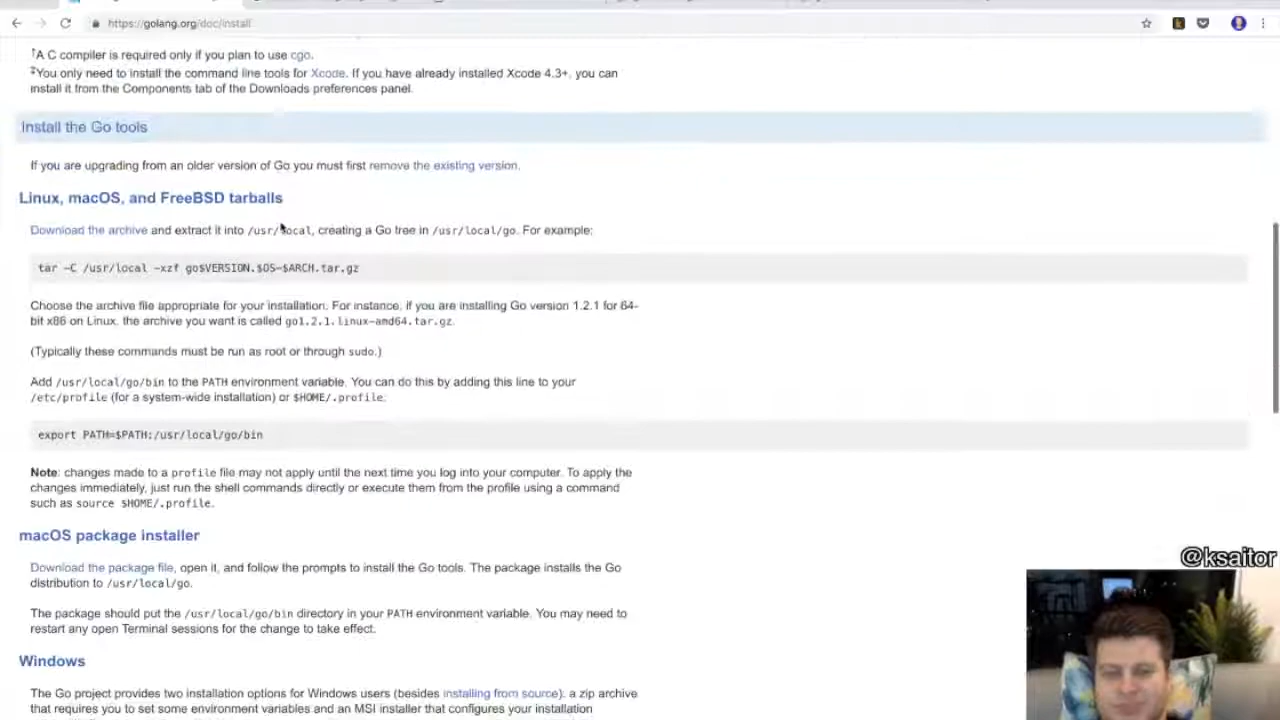 https://golang.org/doc/install
†A C compiler is required only if you plan to use cgo.
‡You only need to install the command line tools for Xcode. If you have already installed Xcode 4.3+, you can
install it from the Components tab of the Downloads preferences panel.
Install the Go tools
If you are upgrading from an older version of Go you must first remove the existing version.
Linux, macOS, and FreeBSD tarballs
Download the archive and extract it into /usr/local, creating a Go tree in /usr/local/go. For example:
tar -C /usr/local -xzf go$VERSION.$OS-$ARCH.tar.gz
Choose the archive file appropriate for your installation. For instance, if you are installing Go version 1.2.1 for 64-
bit x86 on Linux, the archive you want is called go1.2.1.linux-amd64.tar.gz.
(Typically these commands must be run as root or through sudo.)
Add /usr/local/go/bin to the PATH environment variable. You can do this by adding this line to your
/etc/profile (for a system-wide installation) or $HOME/.profile:
export PATH=$PATH:/usr/local/go/bin
Note: changes made to a profile file may not apply until the next time you log into your computer. To apply the
changes immediately, just run the shell commands directly or execute them from the profile using a command
such as source $HOME/.profile.
macOS package installer
Download the package file, open it, and follow the prompts to install the Go tools. The package installs the Go
distribution to /usr/local/go.
The package should put the /usr/local/go/bin directory in your PATH environment variable. You may need to
restart any open Terminal sessions for the change to take effect.
Windows
The Go project provides two installation options for Windows users (besides installing from source): a zip archive
that requires you to set some environment variables and an MSI installer that configures your installation
@ksaitor